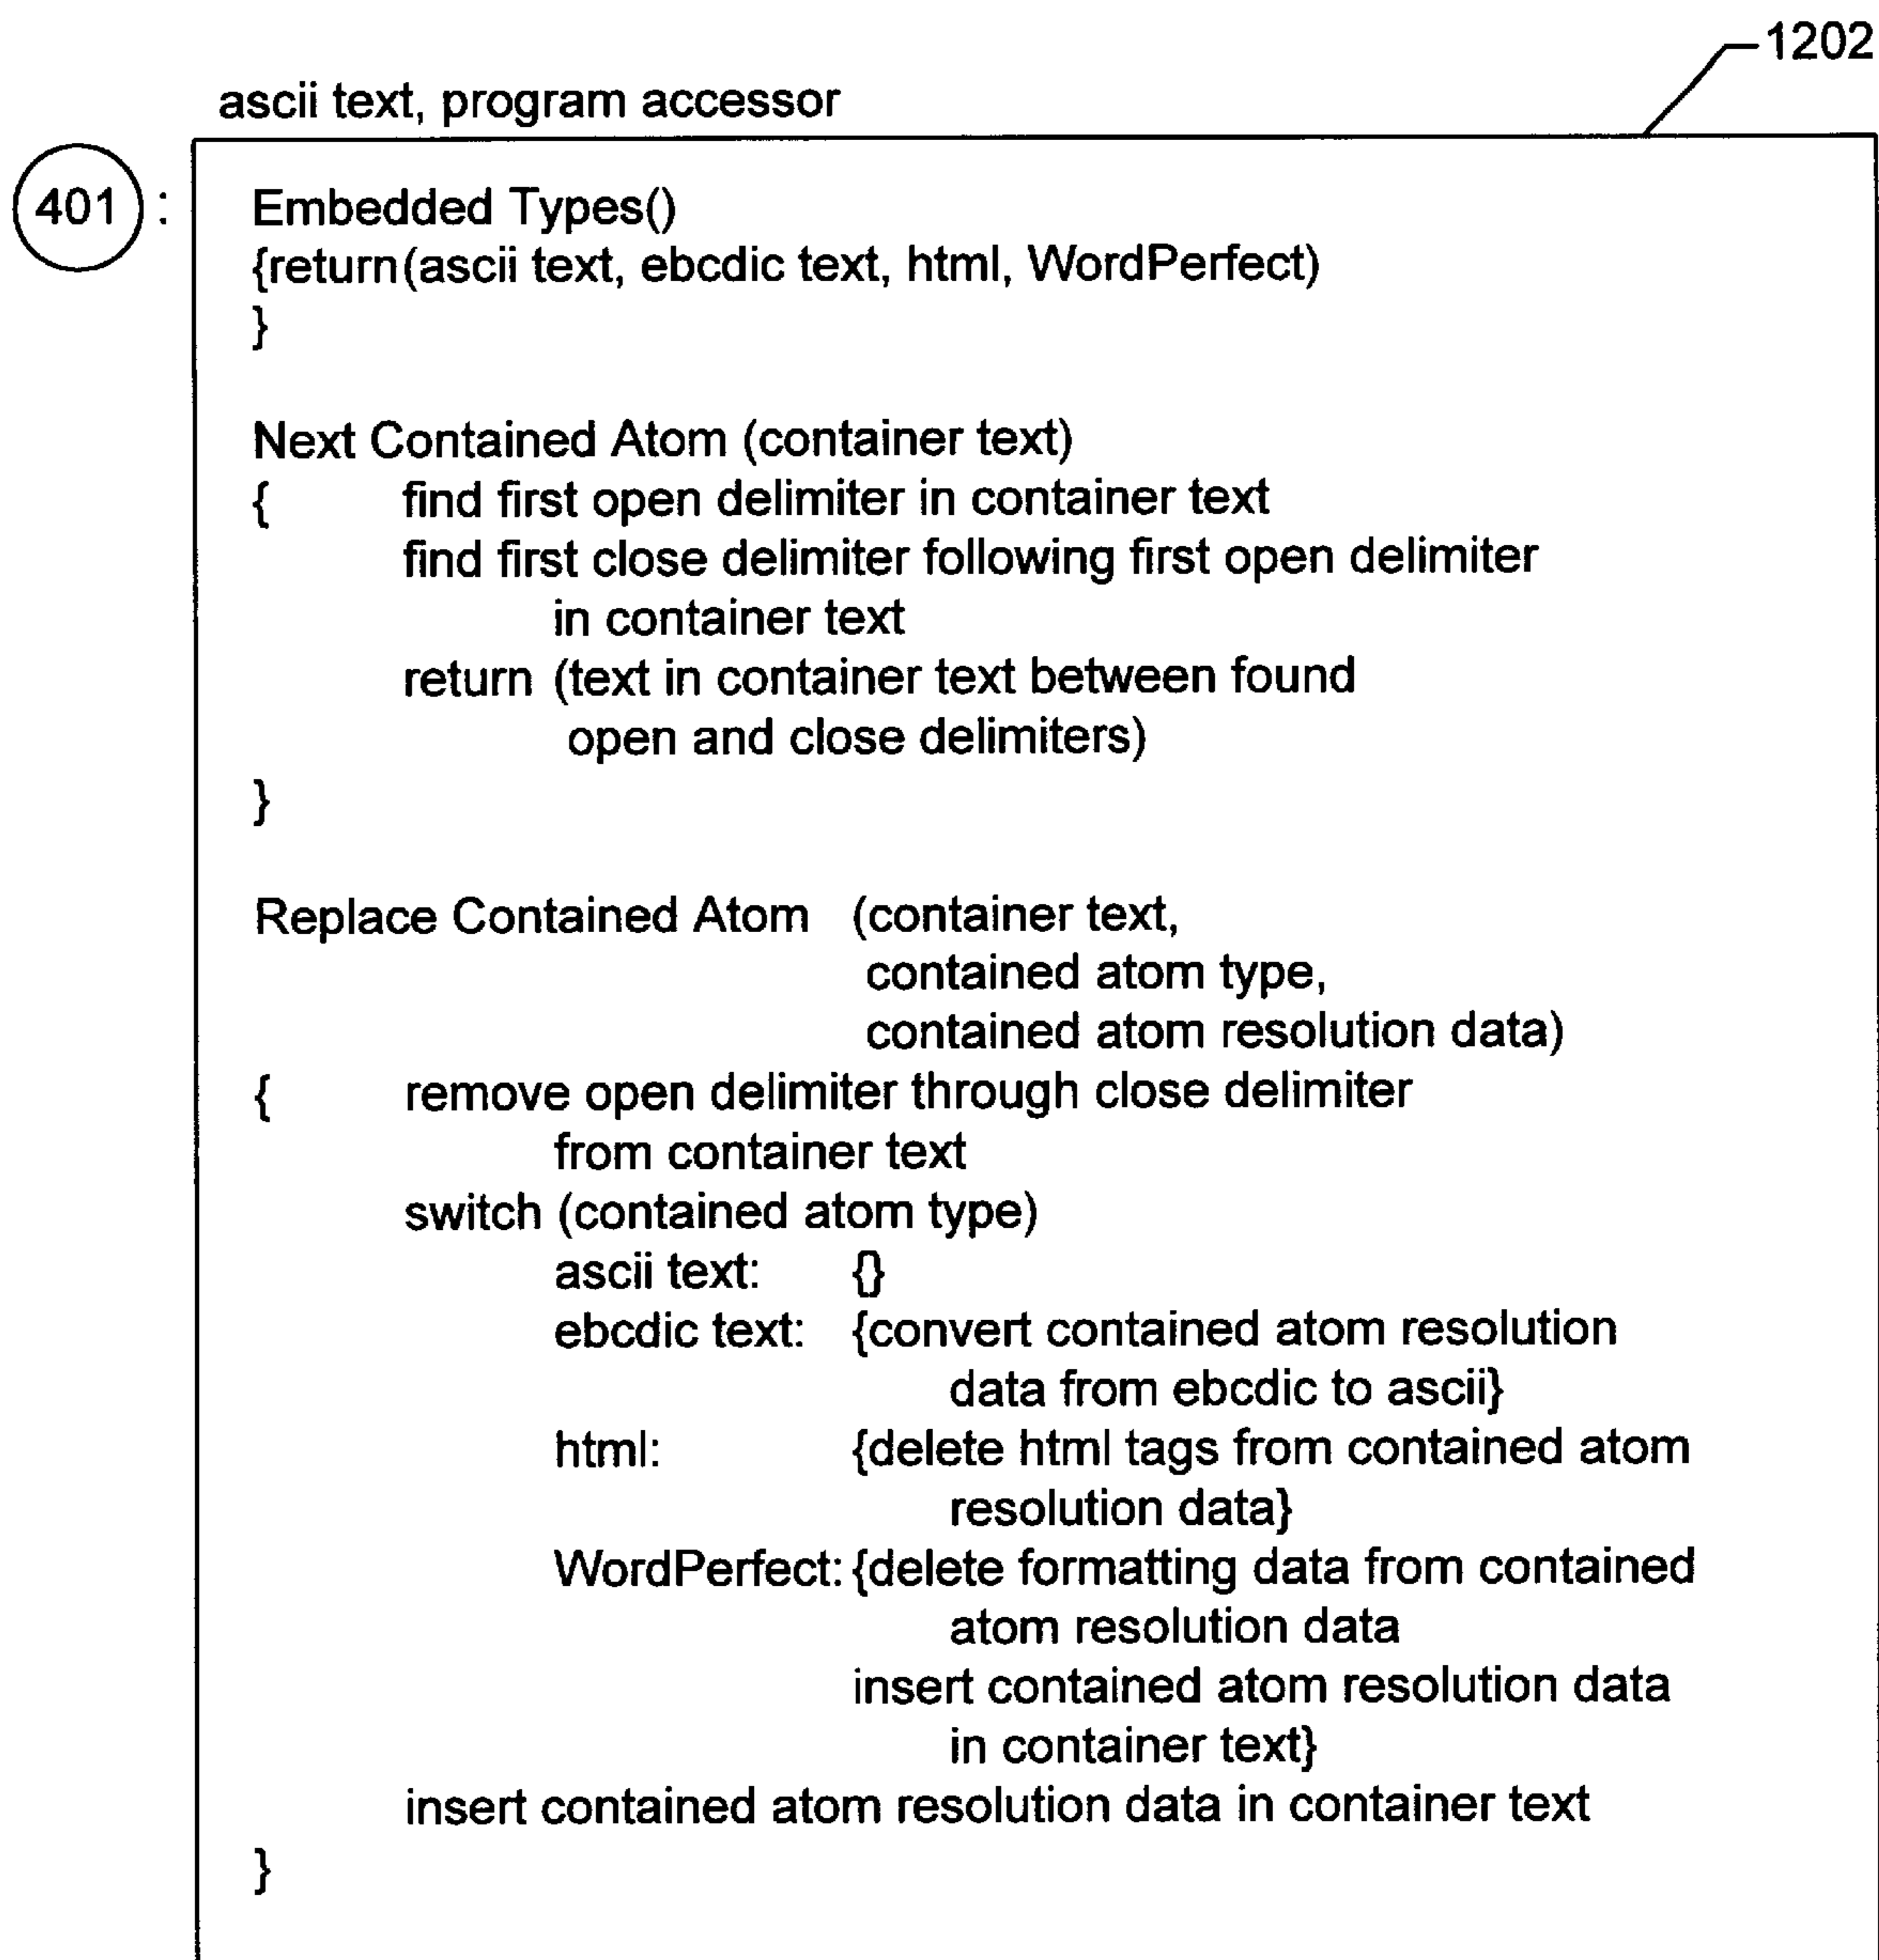 1202
ascii text, program accessor
401 :
Embedded Types()
{return(ascii text, ebcdic text, html, WordPerfect)
}
Next Contained Atom (container text)
{ find first open delimiter in container text
find first close delimiter following first open delimiter
in container text
return (text in container text between found
open and close delimiters)
}
Replace Contained Atom (container text,
contained atom type,
contained atom resolution data)
{ remove open delimiter through close delimiter
from container text
switch (contained atom type)
ascii text: {}
ebcdic text: {convert contained atom resolution
data from ebcdic to ascii}
html: {delete html tags from contained atom
resolution data}
WordPerfect: {delete formatting data from contained
atom resolution data
insert contained atom resolution data
in container text}
insert contained atom resolution data in container text
}